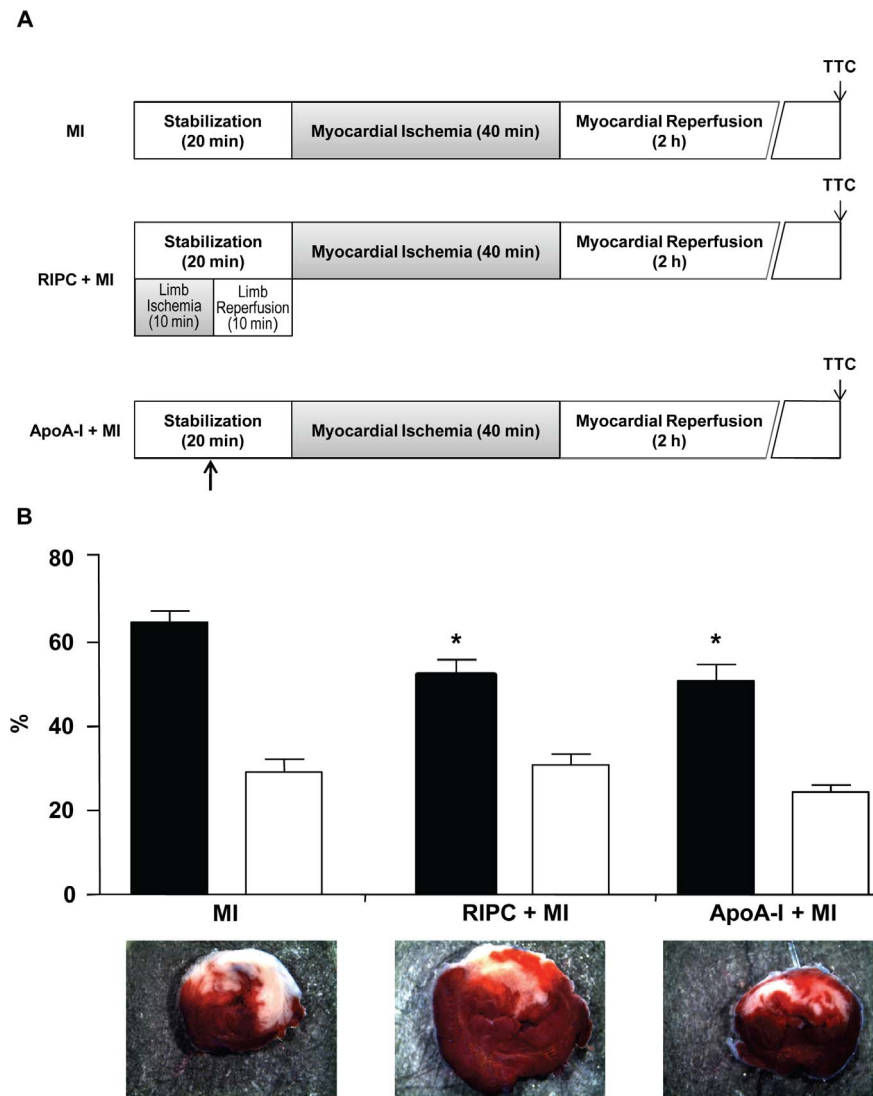 A
TTC
MI
Stabilization
(20 min)
Myocardial Ischemia (40 min)
Myocardial Reperfusion
(2 h)
TTC
RIPC + MI
Stabilization
(20 min)
Myocardial Ischemia (40 min)
Myocardial Reperfusion
(2 h)
Limb
Ischemia
(10 min)
Limb
Reperfusion
(10 min)
TTC
ApoA-I + MI
Stabilization
(20 min)
Myocardial Ischemia (40 min)
Myocardial Reperfusion
(2 h)
B
80
60
40
20
0
%
*
*
MI
RIPC + MI
ApoA-I + MI